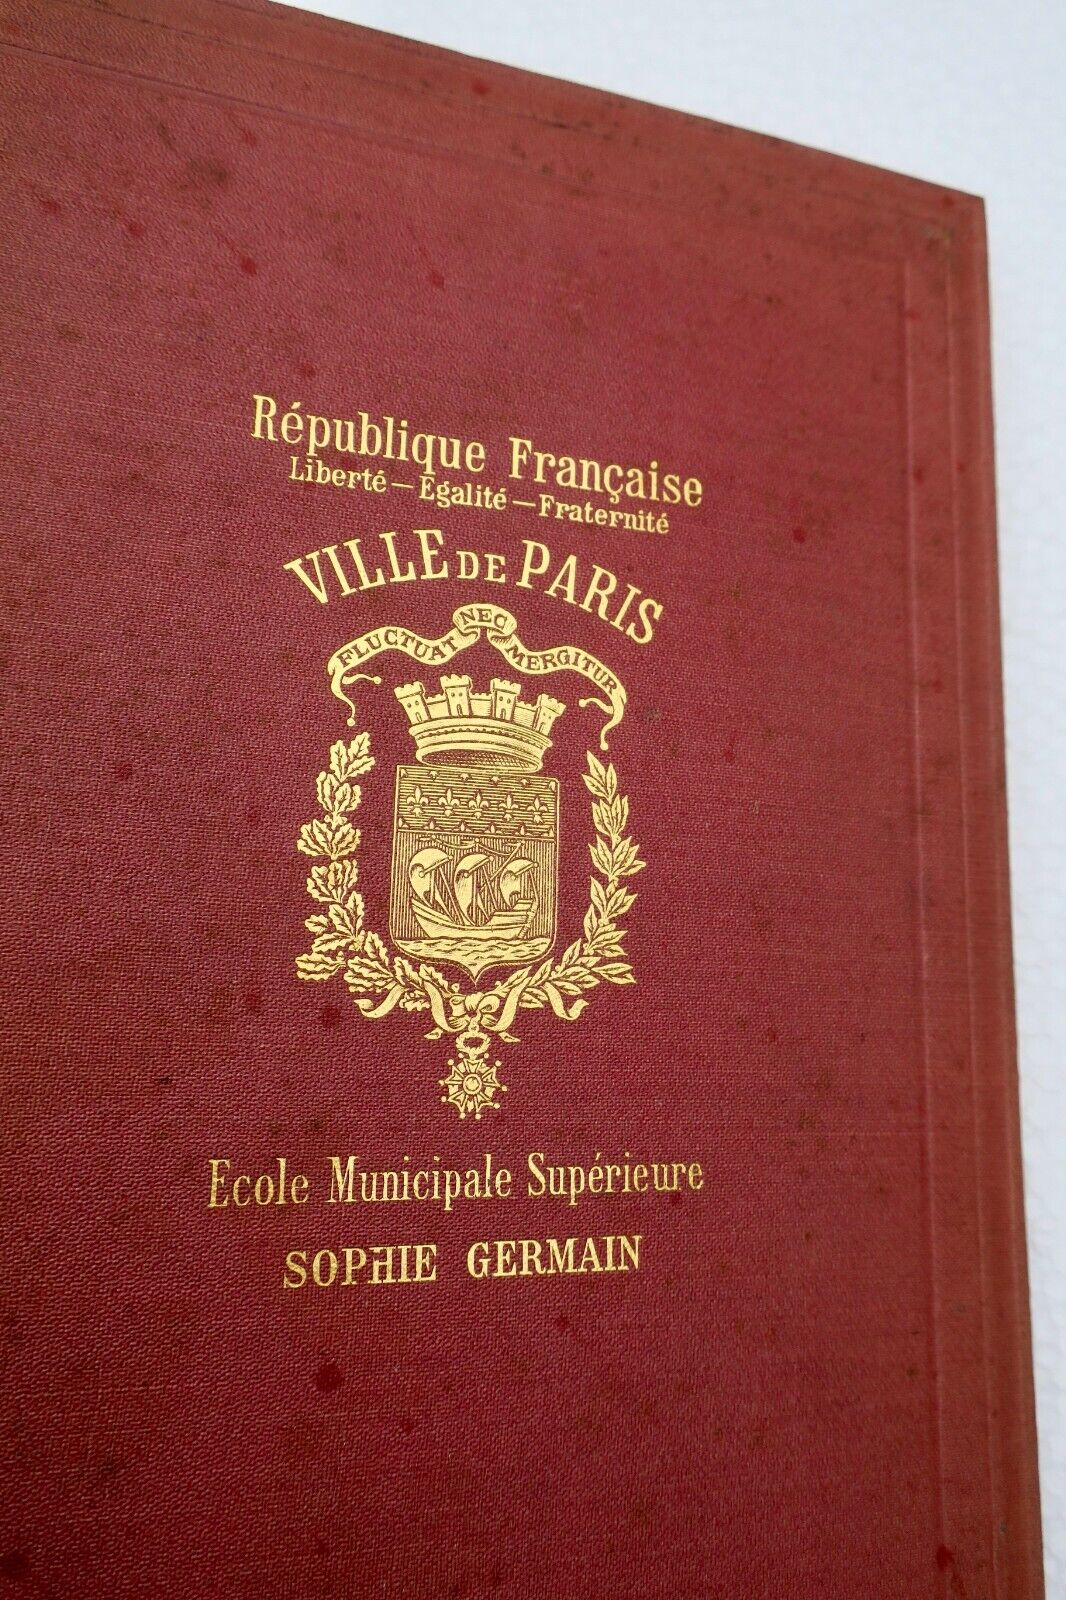 République Française
Liberté — Égalité — Fraternité
VILLE DE PARIS
FLUCTUAT NEC MERGITUR
Ecole Municipale Supérieure
SOPHIE GERMAIN